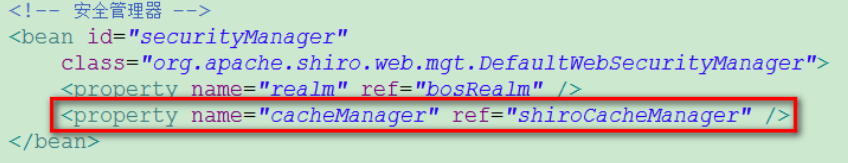 <!-- 安全管理器 -->
<bean id="securityManager"
class="org.apache.shiro.web.mgt.DefaultWebSecurityManager">
<property name="realm" ref="bosRealm" />
<property name="cacheManager" ref="shiroCacheManager" />
</bean>